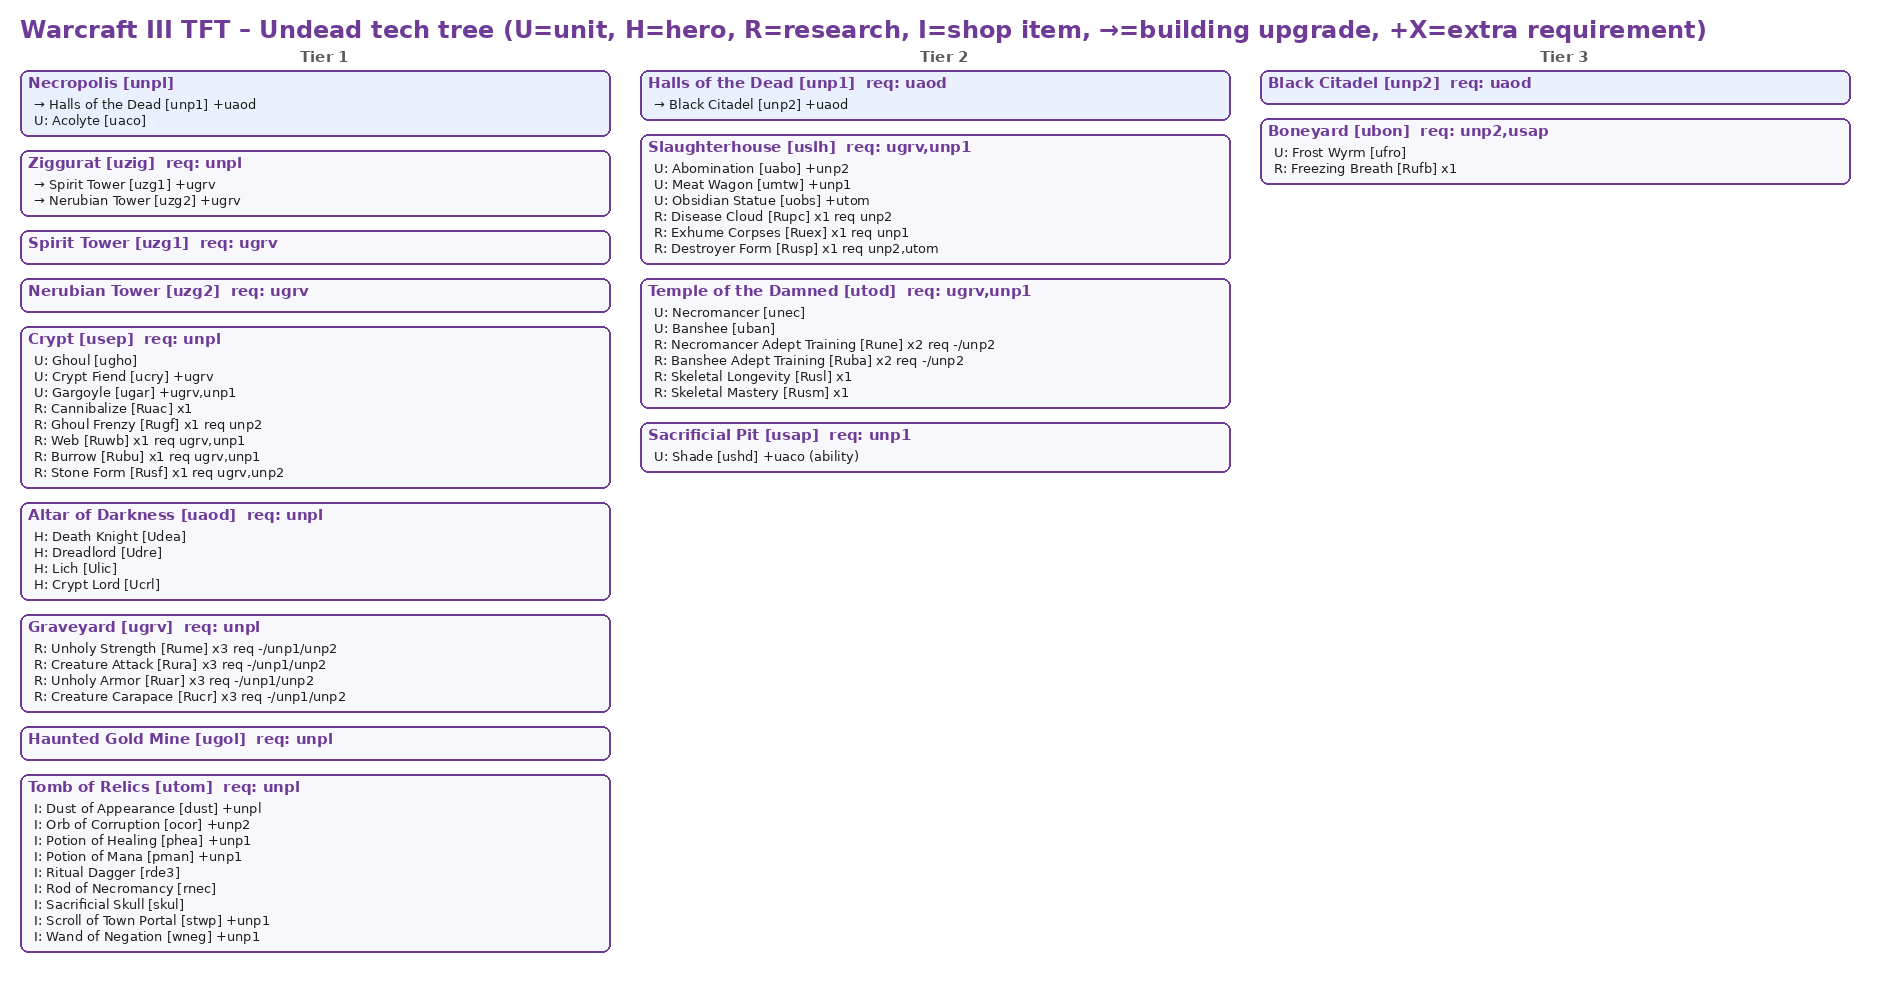 Warcraft III TFT – Undead tech tree (U=unit, H=hero, R=research, I=shop item, →=building upgrade, +X=extra requirement)
Tier 1
Necropolis [unpl]
→ Halls of the Dead [unp1] +uaod
U: Acolyte [uaco]
Ziggurat [uzig]  req: unpl
→ Spirit Tower [uzg1] +ugrv
→ Nerubian Tower [uzg2] +ugrv
Spirit Tower [uzg1]  req: ugrv
Nerubian Tower [uzg2]  req: ugrv
Crypt [usep]  req: unpl
U: Ghoul [ugho]
U: Crypt Fiend [ucry] +ugrv
U: Gargoyle [ugar] +ugrv,unp1
R: Cannibalize [Ruac] x1
R: Ghoul Frenzy [Rugf] x1 req unp2
R: Web [Ruwb] x1 req ugrv,unp1
R: Burrow [Rubu] x1 req ugrv,unp1
R: Stone Form [Rusf] x1 req ugrv,unp2
Altar of Darkness [uaod]  req: unpl
H: Death Knight [Udea]
H: Dreadlord [Udre]
H: Lich [Ulic]
H: Crypt Lord [Ucrl]
Graveyard [ugrv]  req: unpl
R: Unholy Strength [Rume] x3 req -/unp1/unp2
R: Creature Attack [Rura] x3 req -/unp1/unp2
R: Unholy Armor [Ruar] x3 req -/unp1/unp2
R: Creature Carapace [Rucr] x3 req -/unp1/unp2
Haunted Gold Mine [ugol]  req: unpl
Tomb of Relics [utom]  req: unpl
I: Dust of Appearance [dust] +unpl
I: Orb of Corruption [ocor] +unp2
I: Potion of Healing [phea] +unp1
I: Potion of Mana [pman] +unp1
I: Ritual Dagger [rde3]
I: Rod of Necromancy [rnec]
I: Sacrificial Skull [skul]
I: Scroll of Town Portal [stwp] +unp1
I: Wand of Negation [wneg] +unp1
Tier 2
Halls of the Dead [unp1]  req: uaod
→ Black Citadel [unp2] +uaod
Slaughterhouse [uslh]  req: ugrv,unp1
U: Abomination [uabo] +unp2
U: Meat Wagon [umtw] +unp1
U: Obsidian Statue [uobs] +utom
R: Disease Cloud [Rupc] x1 req unp2
R: Exhume Corpses [Ruex] x1 req unp1
R: Destroyer Form [Rusp] x1 req unp2,utom
Temple of the Damned [utod]  req: ugrv,unp1
U: Necromancer [unec]
U: Banshee [uban]
R: Necromancer Adept Training [Rune] x2 req -/unp2
R: Banshee Adept Training [Ruba] x2 req -/unp2
R: Skeletal Longevity [Rusl] x1
R: Skeletal Mastery [Rusm] x1
Sacrificial Pit [usap]  req: unp1
U: Shade [ushd] +uaco (ability)
Tier 3
Black Citadel [unp2]  req: uaod
Boneyard [ubon]  req: unp2,usap
U: Frost Wyrm [ufro]
R: Freezing Breath [Rufb] x1